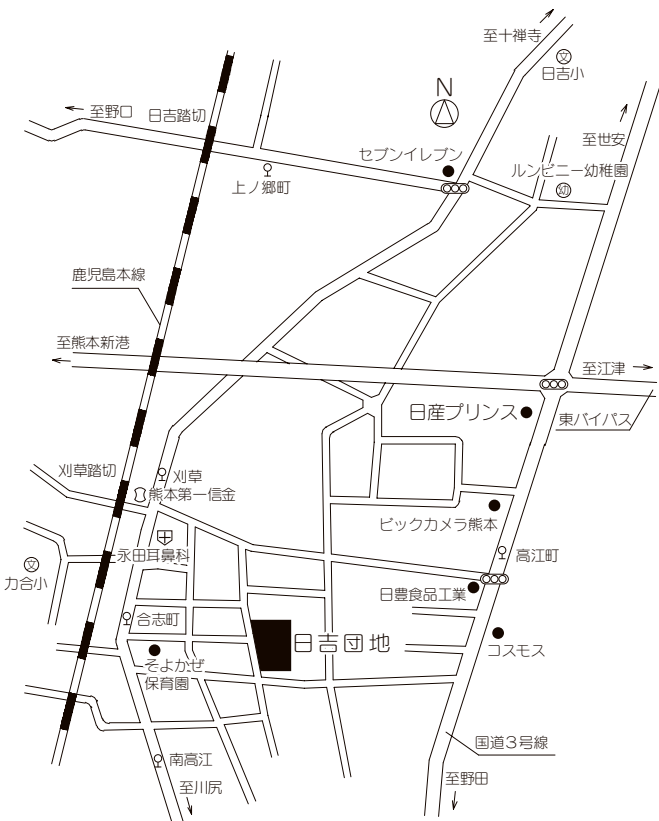 至十禅寺
日吉小
N
至野口
日吉踏切
至世安
セブンイレブン
ルンビニー幼稚園
上ノ郷町
鹿児島本線
至熊本新港
至江津
日産プリンス
東バイパス
刈草踏切
刈草
熊本第一信金
ビックカメラ熊本
永田耳鼻科
高江町
力合小
日豊食品工業
合志町
日吉団地
コスモス
そよかぜ
保育園
国道3号線
南高江
至野田
至川尻
文
幼
文